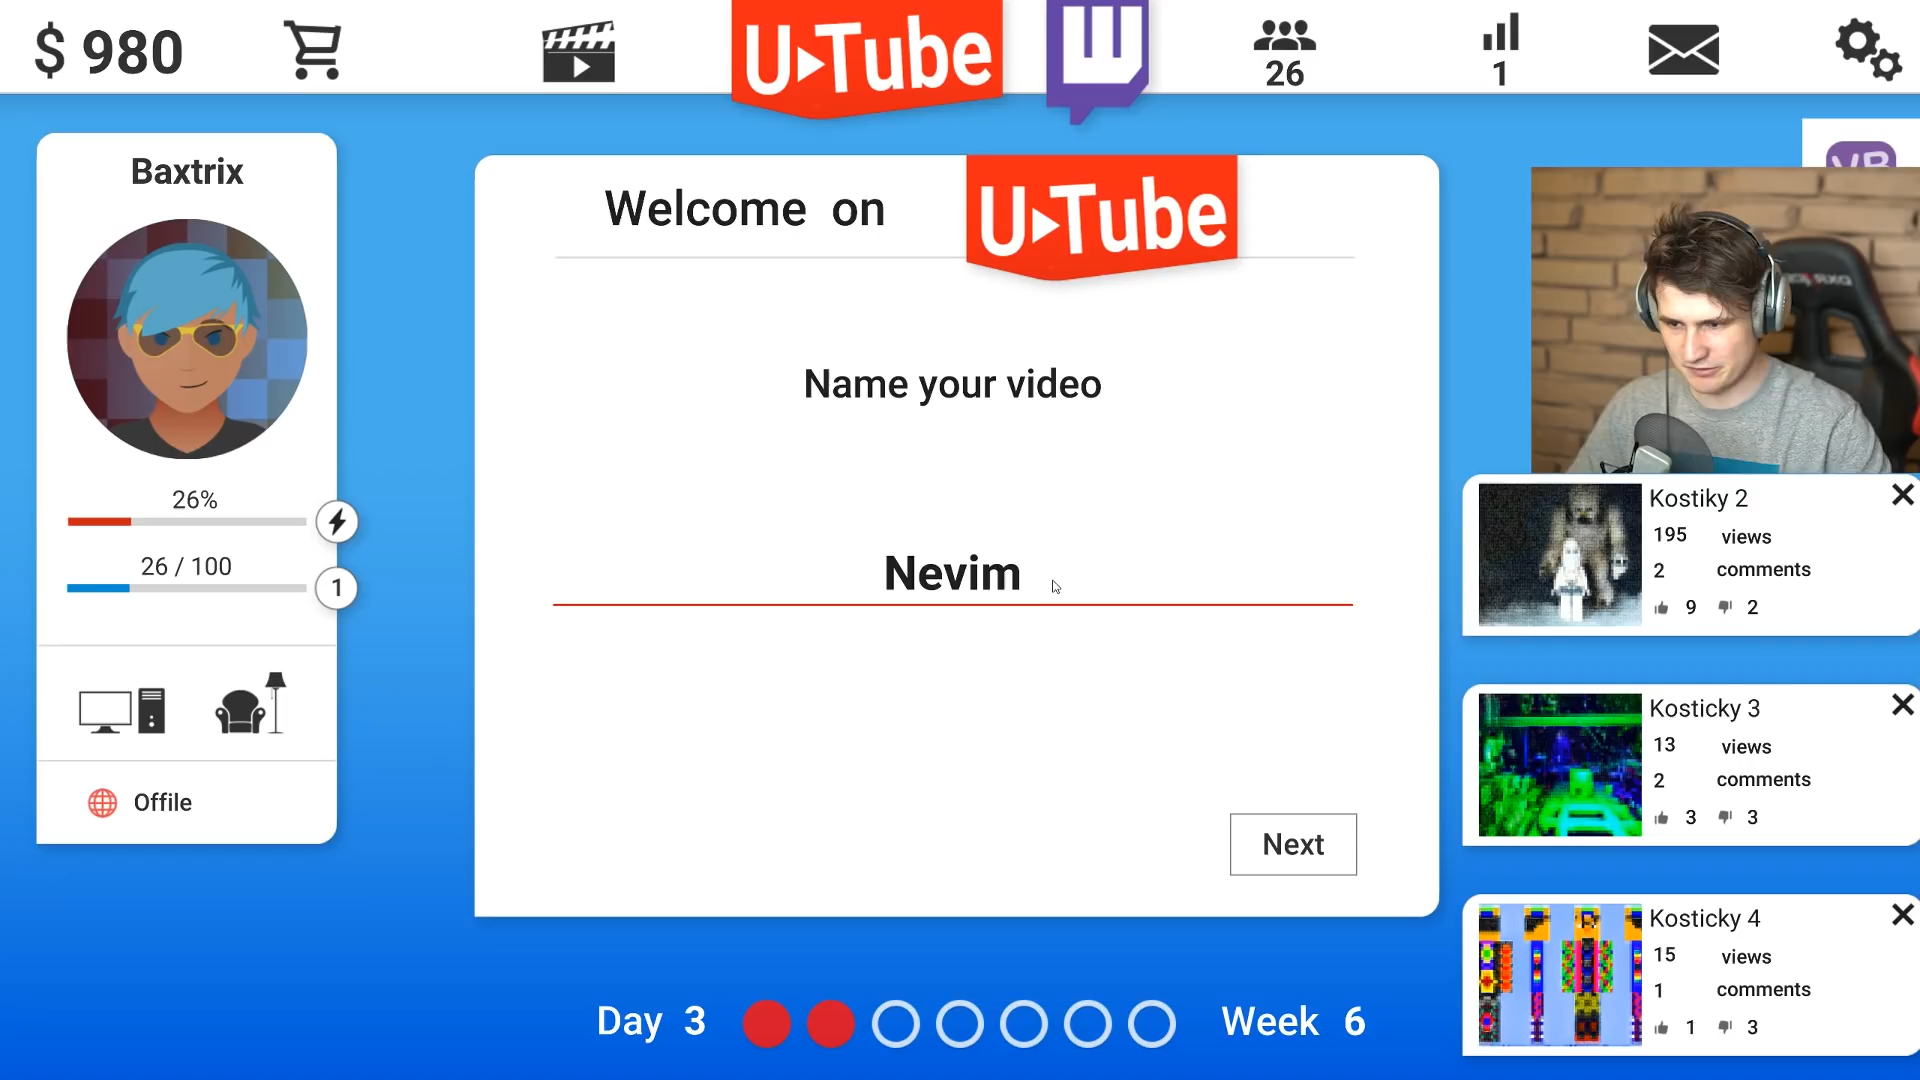 $ 980
U Tube
26
1
Baxtrix
26%
26 / 100
1
Offile
Welcome on U Tube
Name your video
Nevim
Next
Day 3
Week 6
VR
Kostiky 2
195 views
2 comments
9 2
Kosticky 3
13 views
2 comments
3 3
Kosticky 4
15 views
1 comments
1 3